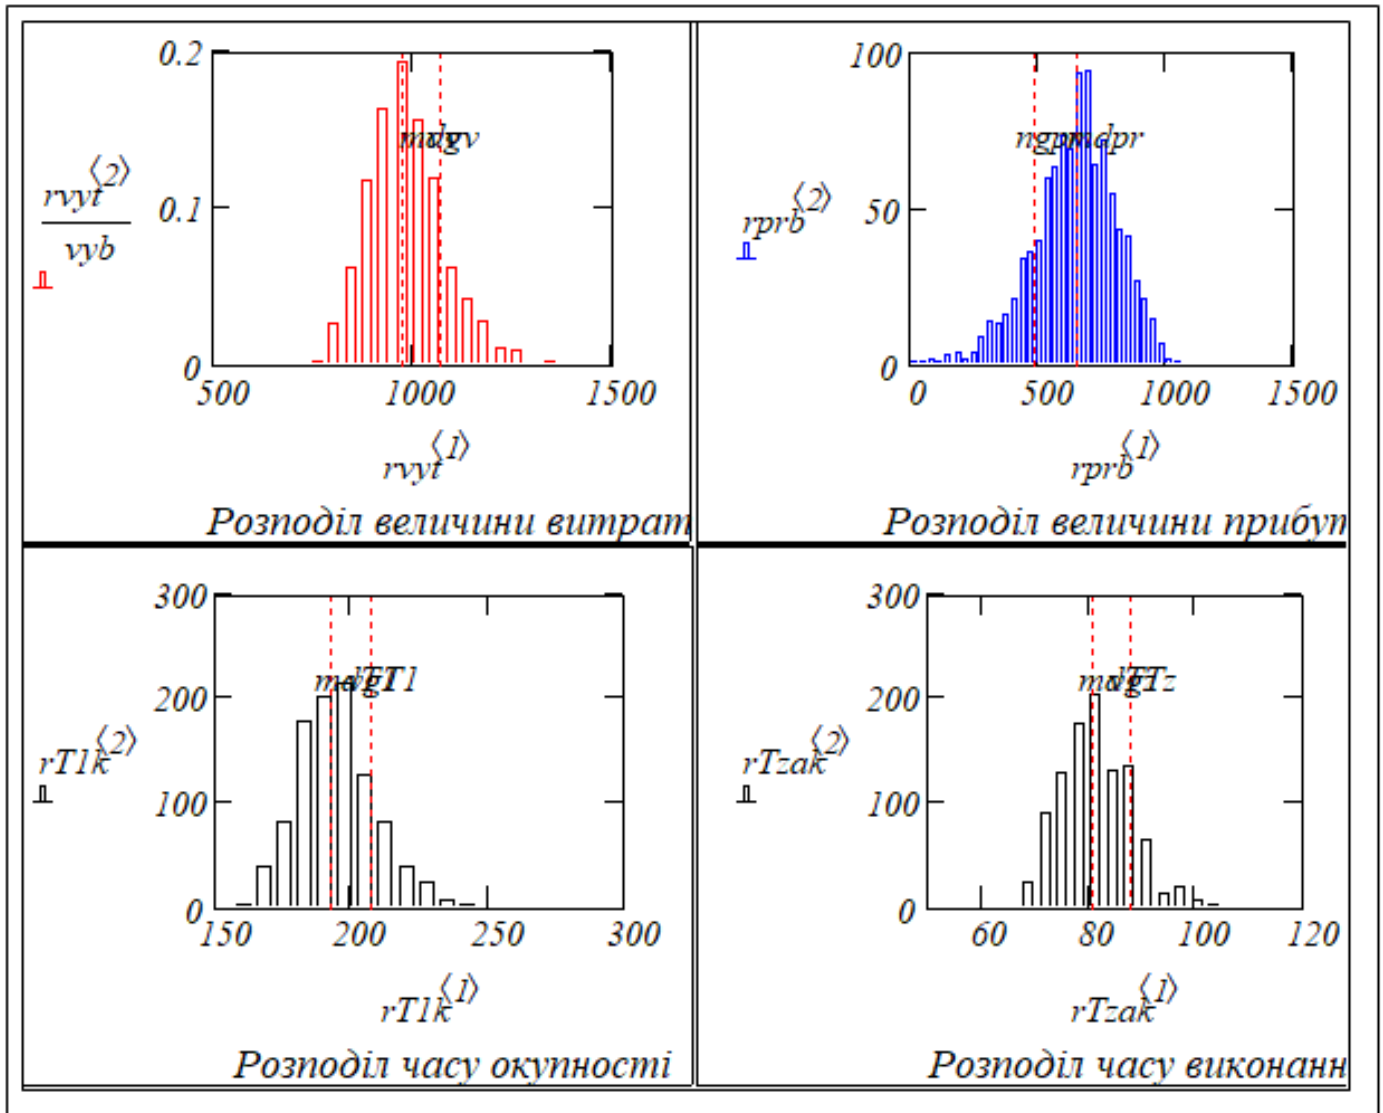 0.2
0.1
0
500 1000 1500
rvyt⟨2⟩
vyb
rvyt⟨1⟩
Розподіл величини витрат
100
50
0
0 500 1000 1500
rprb⟨2⟩
rprb⟨1⟩
Розподіл величини прибут
300
200
100
0
150 200 250 300
rT1k⟨2⟩
rT1k⟨1⟩
Розподіл часу окупності
300
200
100
0
60 80 100 120
rTzak⟨2⟩
rTzak⟨1⟩
Розподіл часу виконанн